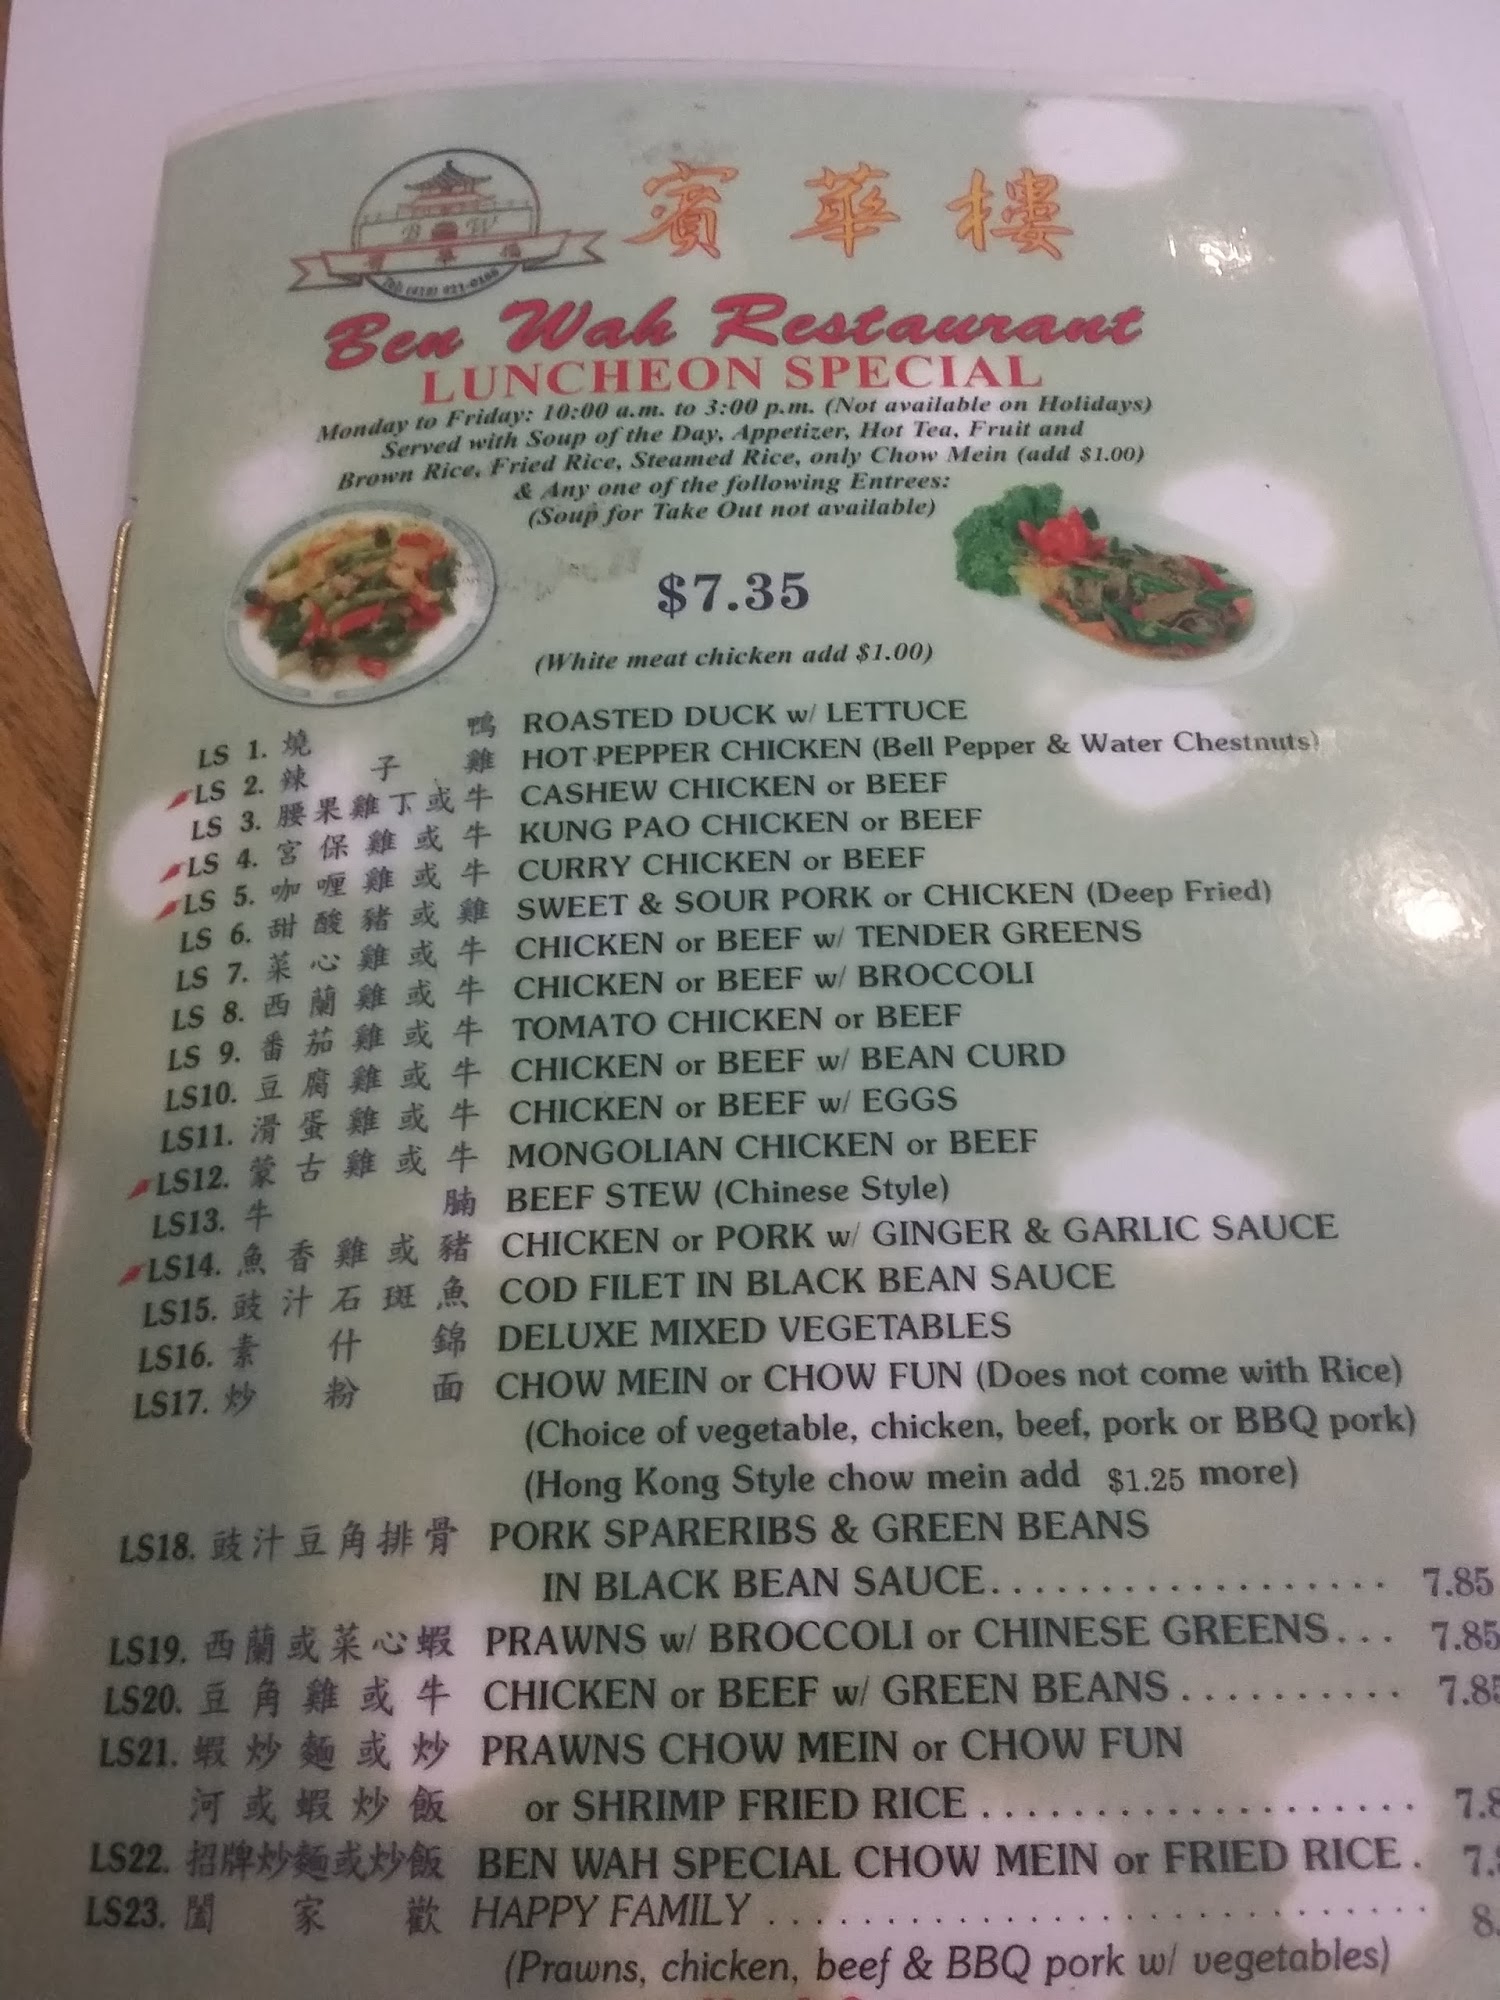 賓華樓
B W
Ben Wah Restaurant
LUNCHEON SPECIAL
Monday to Friday: 10:00 a.m. to 3:00 p.m. (Not available on Holidays)
Served with Soup of the Day, Appetizer, Hot Tea, Fruit and
Brown Rice, Fried Rice, Steamed Rice, only Chow Mein (add $1.00)
& Any one of the following Entrees:
(Soup for Take Out not available)
$7.35
(White meat chicken add $1.00)
LS 1. 燒鴨 ROASTED DUCK w/ LETTUCE
LS 2. 辣子雞 HOT PEPPER CHICKEN (Bell Pepper & Water Chestnuts)
LS 3. 腰果雞丁或牛 CASHEW CHICKEN or BEEF
LS 4. 宮保雞或牛 KUNG PAO CHICKEN or BEEF
LS 5. 咖喱雞或牛 CURRY CHICKEN or BEEF
LS 6. 甜酸豬或雞 SWEET & SOUR PORK or CHICKEN (Deep Fried)
LS 7. 菜心雞或牛 CHICKEN or BEEF w/ TENDER GREENS
LS 8. 西蘭雞或牛 CHICKEN or BEEF w/ BROCCOLI
LS 9. 番茄雞或牛 TOMATO CHICKEN or BEEF
LS10. 豆腐雞或牛 CHICKEN or BEEF w/ BEAN CURD
LS11. 滑蛋雞或牛 CHICKEN or BEEF w/ EGGS
LS12. 蒙古雞或牛 MONGOLIAN CHICKEN or BEEF
LS13. 牛腩 BEEF STEW (Chinese Style)
LS14. 魚香雞或豬 CHICKEN or PORK w/ GINGER & GARLIC SAUCE
LS15. 豉汁石斑魚 COD FILET IN BLACK BEAN SAUCE
LS16. 素什錦 DELUXE MIXED VEGETABLES
LS17. 炒粉面 CHOW MEIN or CHOW FUN (Does not come with Rice)
(Choice of vegetable, chicken, beef, pork or BBQ pork)
(Hong Kong Style chow mein add $1.25 more)
LS18. 豉汁豆角排骨 PORK SPARERIBS & GREEN BEANS
IN BLACK BEAN SAUCE.................. 7.85
LS19. 西蘭或菜心蝦 PRAWNS w/ BROCCOLI or CHINESE GREENS... 7.85
LS20. 豆角雞或牛 CHICKEN or BEEF w/ GREEN BEANS.......... 7.85
LS21. 蝦炒麵或炒 PRAWNS CHOW MEIN or CHOW FUN
河或蝦炒飯 or SHRIMP FRIED RICE....................
LS22. 招牌炒麵或炒飯 BEN WAH SPECIAL CHOW MEIN or FRIED RICE.
LS23. 闔家歡 HAPPY FAMILY..............................
(Prawns, chicken, beef & BBQ pork w/ vegetables)